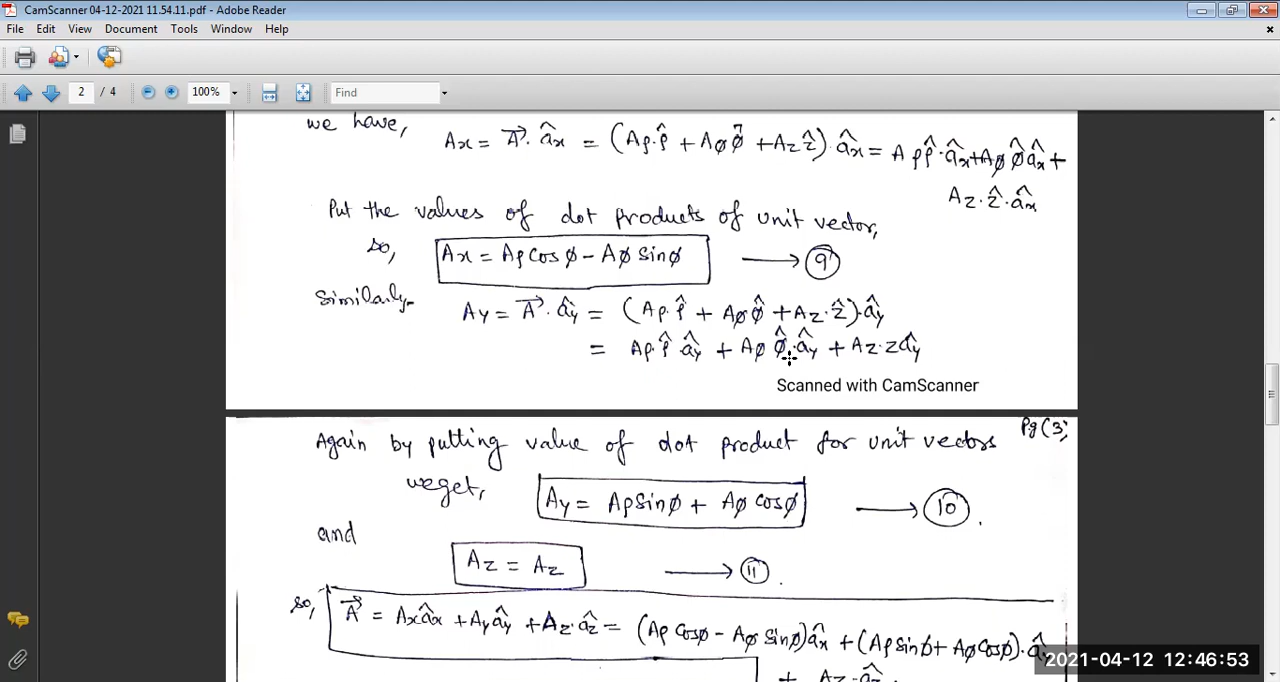 CamScanner 04-12-2021 11.54.11.pdf - Adobe Reader
File Edit View Document Tools Window Help
2 / 4 100% Find
we have, Ax = A⃗ · âx = (Aρ·ρ̂ + Aϕ ϕ̂ + Az ẑ)· âx = Aρ ρ̂ · âx + Aϕ ϕ̂ âx +
Az · ẑ · âx
Put the values of dot products of unit vector,
so, Ax = Aρ cos ϕ − Aϕ sin ϕ → 9
Similarly- Ay = A⃗ · ây = (Aρ·ρ̂ + Aϕ ϕ̂ + Az · ẑ)· ây
= Aρ·ρ̂ ây + Aϕ ϕ̂ · ây + Az · z ây
Scanned with CamScanner
Pg(3)
Again by putting value of dot product for unit vectors
we get, Ay = Aρ sin ϕ + Aϕ cos ϕ → 10 .
and
Az = Az → 11 .
so, A⃗ = Ax âx + Ay ây + Az · âz = (Aρ cos ϕ − Aϕ sin ϕ) âx + (Aρ sin ϕ + Aϕ cos ϕ) · ây
2021-04-12 12:46:53